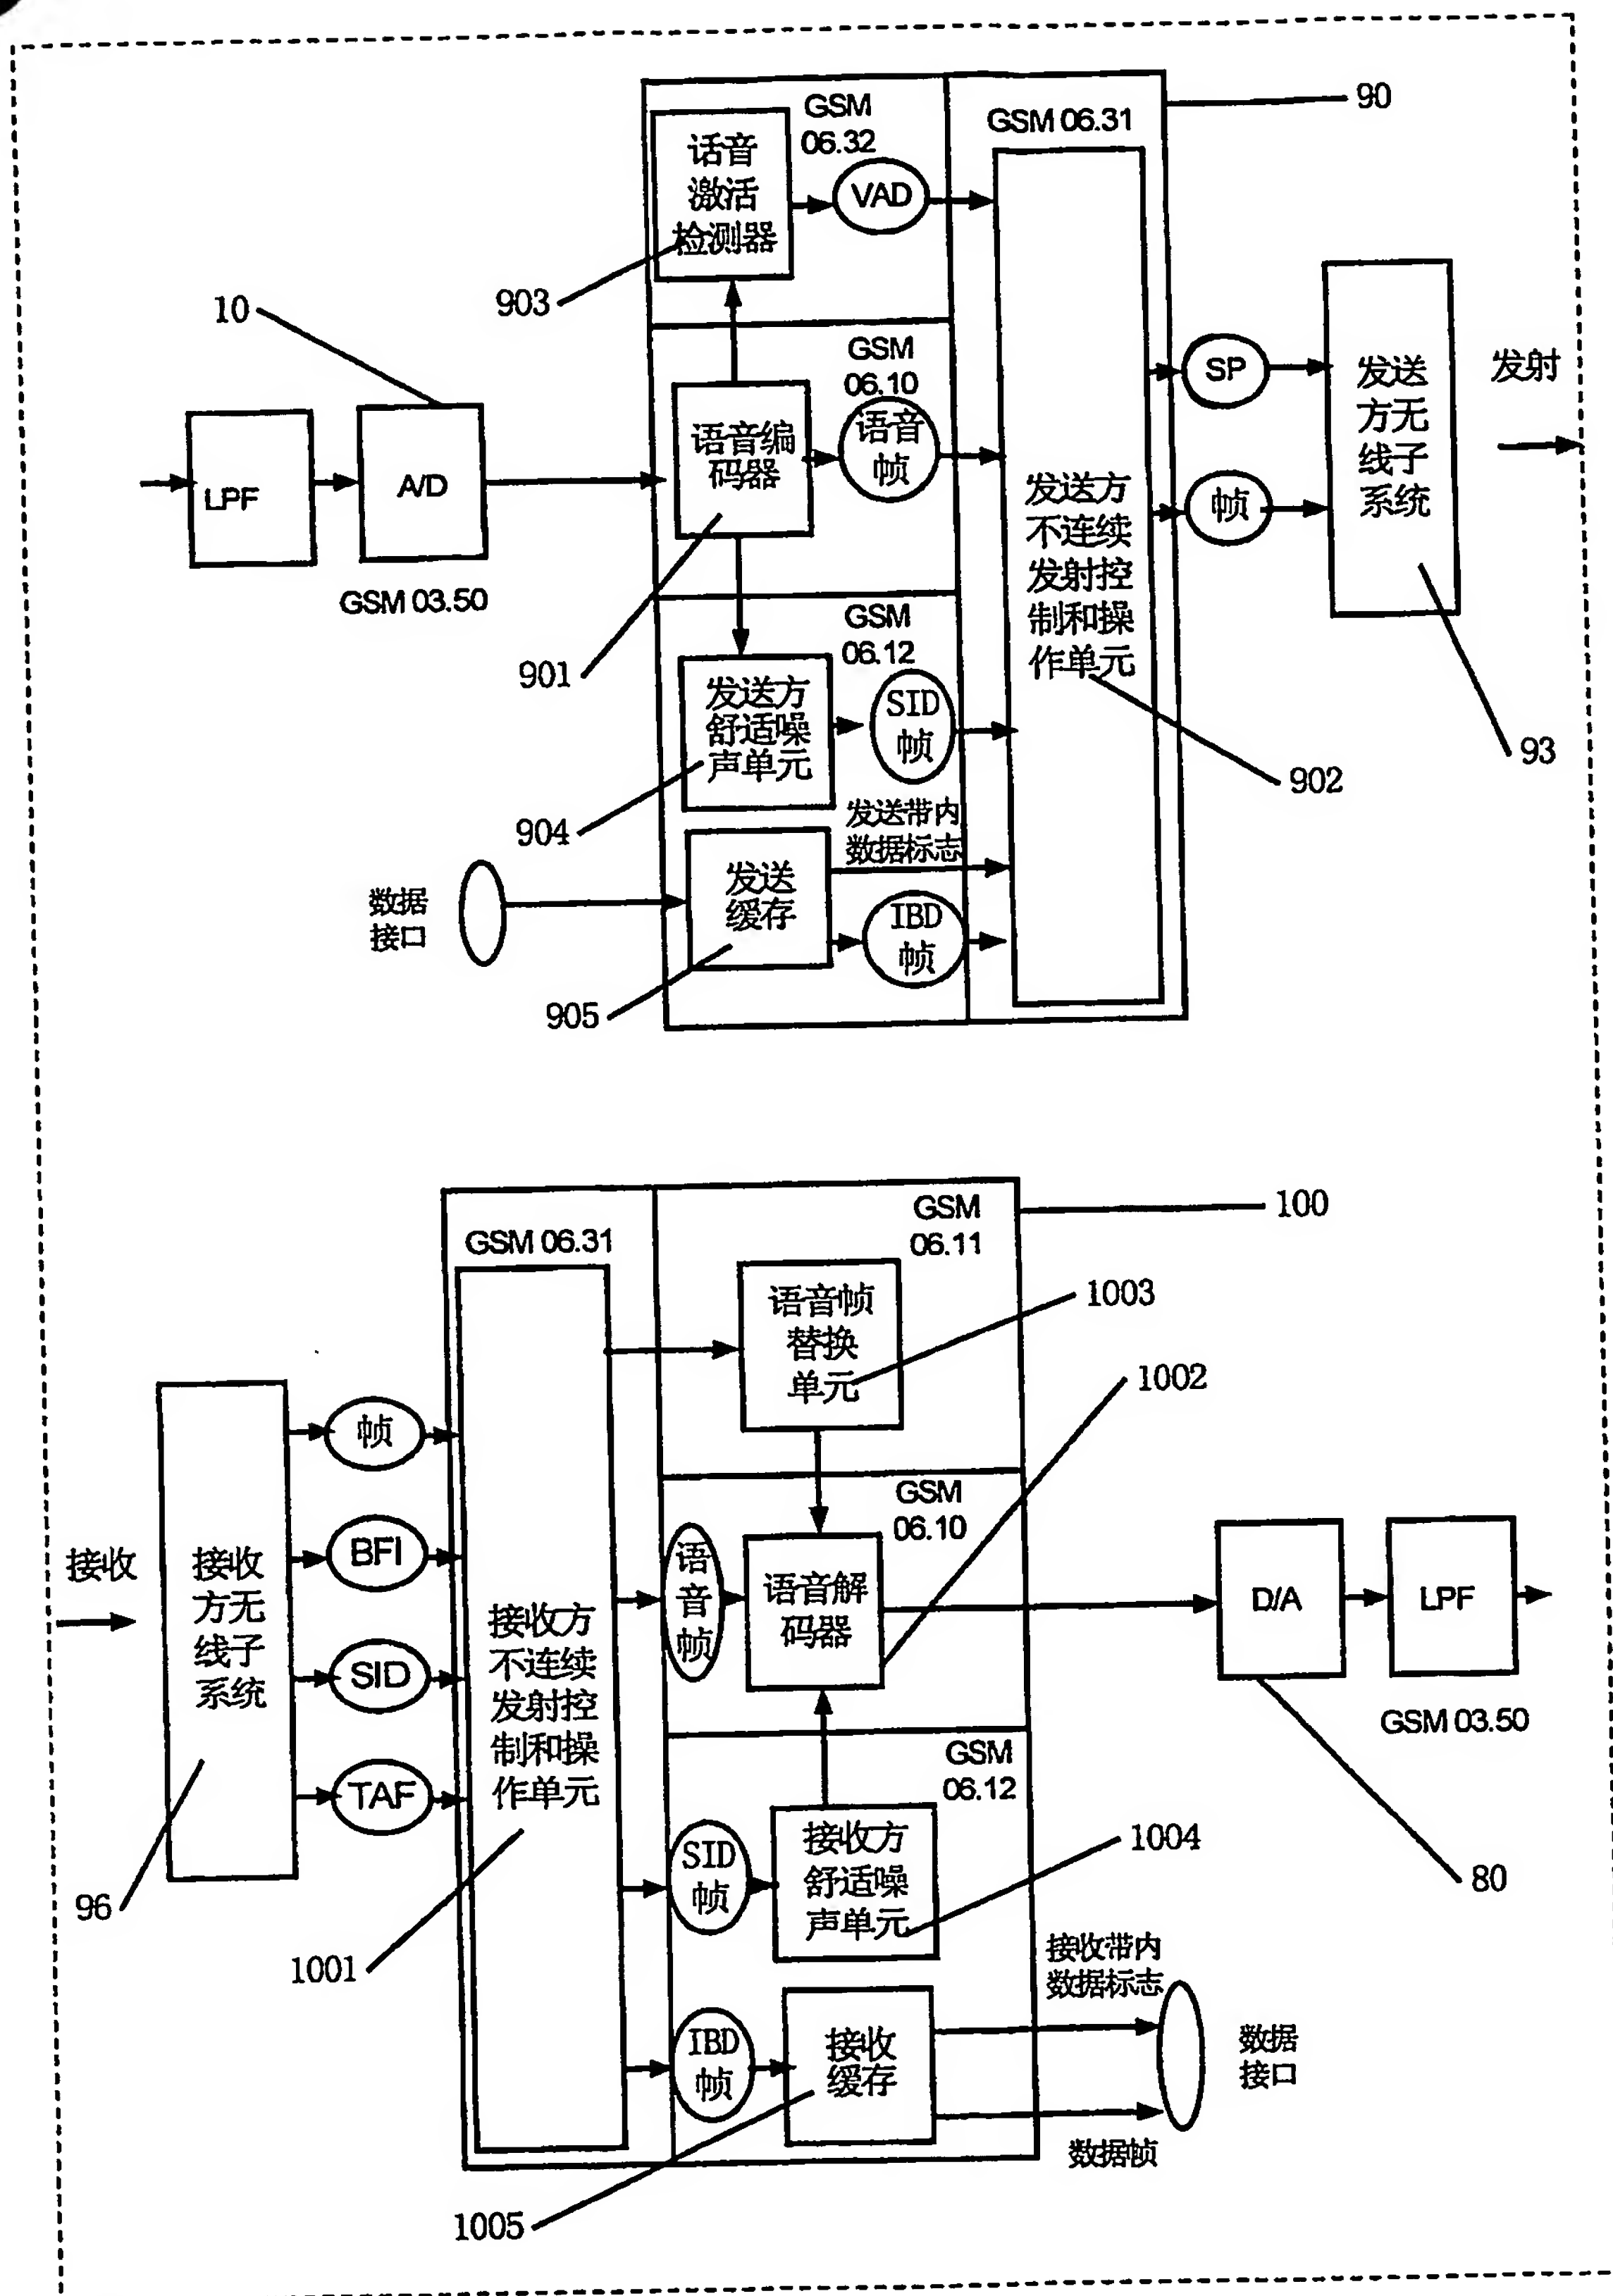 GSM
06.32
GSM 06.31
90
话音
激活
检测器
VAD
903
10
GSM
06.10
语音编
码器
语音
帧
LPF
A/D
GSM 03.50
901
SP
帧
发送
方无
线子
系统
发射
发送方
不连续
发射控
制和操
作单元
GSM
06.12
发送方
舒适噪
声单元
SID
帧
904
902
93
发送带内
数据标志
数据
接口
发送
缓存
IBD
帧
905
GSM 06.31
GSM
06.11
100
语音帧
替换
单元
1003
1002
帧
BFI
SID
TAF
接收
接收
方无
线子
系统
96
接收方
不连续
发射控
制和操
作单元
1001
GSM
06.10
语
音
帧
语音解
码器
D/A
LPF
GSM 03.50
80
GSM
06.12
SID
帧
接收方
舒适噪
声单元
1004
接收带内
数据标志
IBD
帧
接收
缓存
数据
接口
数据帧
1005